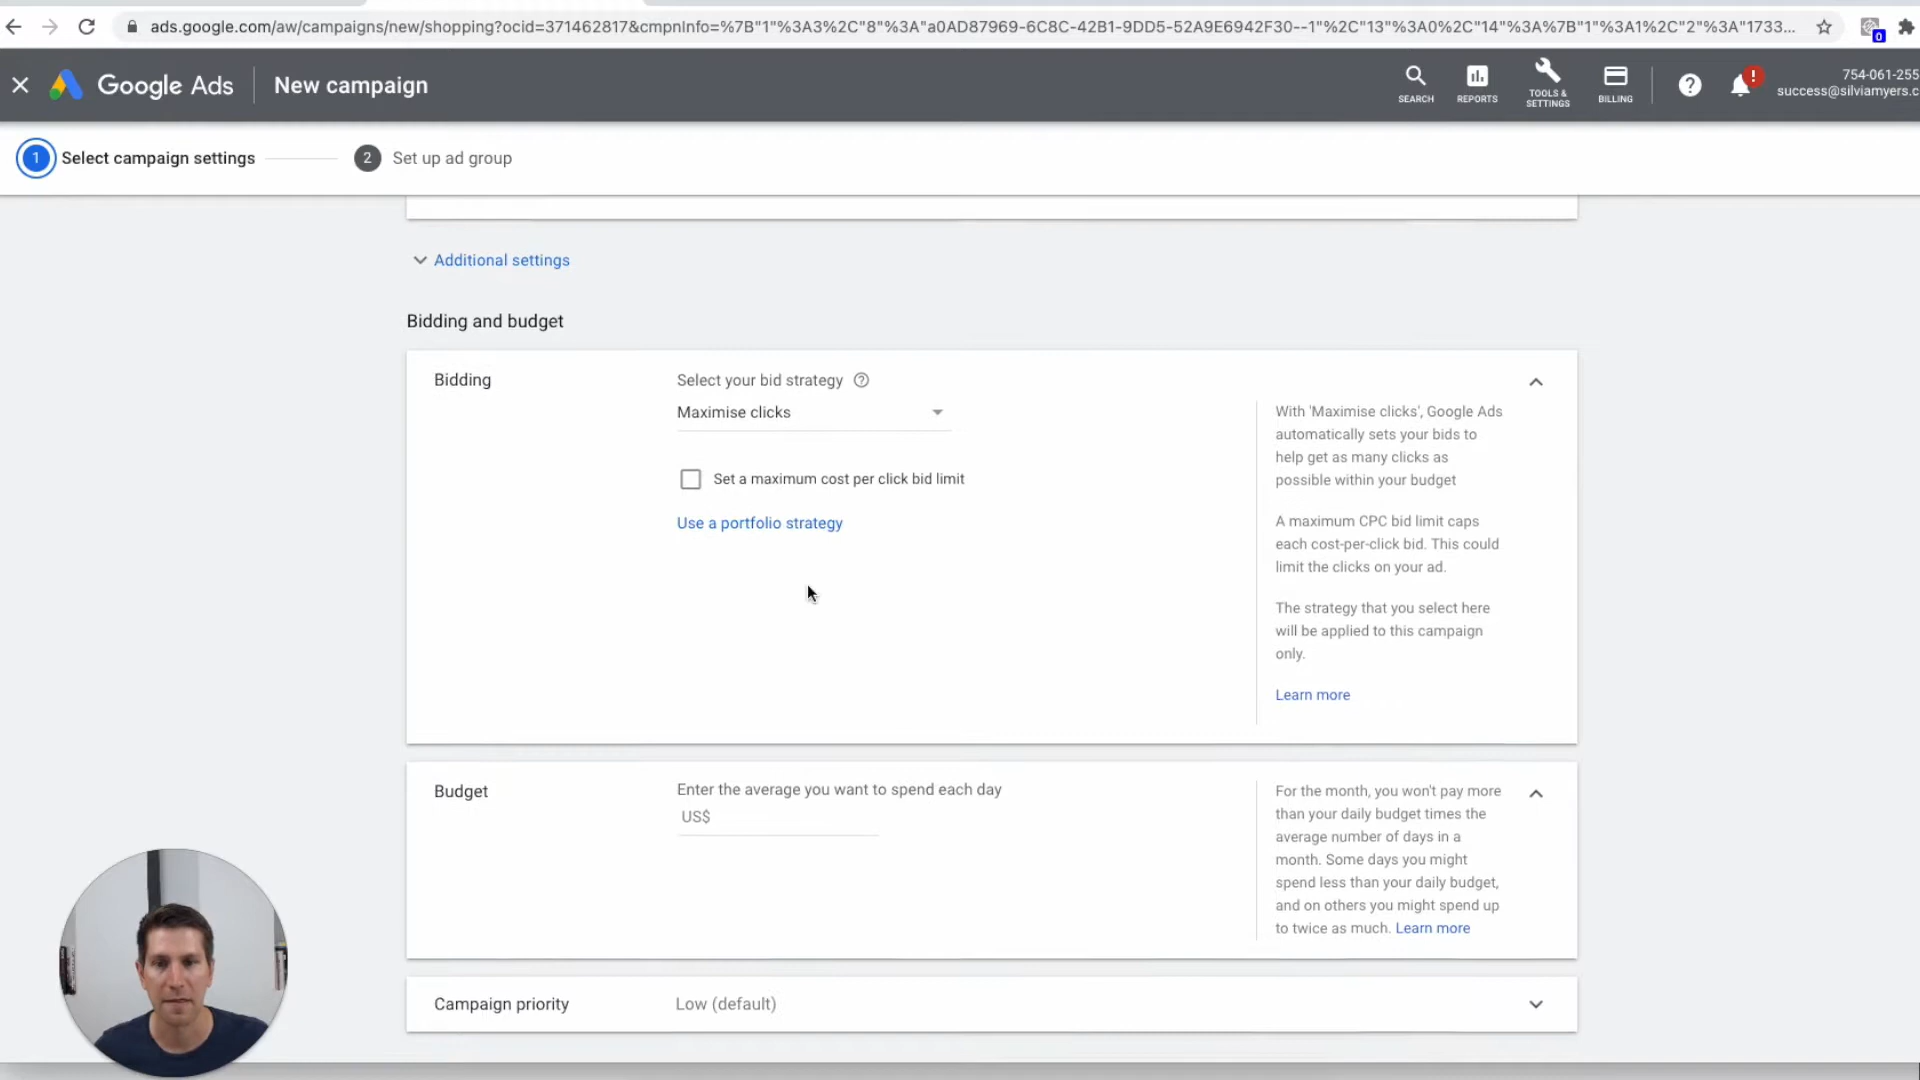 ads.google.com/aw/campaigns/new/shopping?ocid=371462817&cmpnInfo=%7B"1"%3A3%2C"8"%3A"a0AD87969-6C8C-42B1-9DD5-52A9E6942F30--1"%2C"13"%3A0%2C"14"%3A%7B"1"%3A1%2C"2"%3A"1733...
0
Google Ads
New campaign
SEARCH
REPORTS
TOOLS &
SETTINGS
BILLING
?
!
754-061-255
success@silviamyers.c
1 Select campaign settings
2 Set up ad group
Additional settings
Bidding and budget
Bidding
Select your bid strategy ?
Maximise clicks
Set a maximum cost per click bid limit
Use a portfolio strategy
With 'Maximise clicks', Google Ads
automatically sets your bids to
help get as many clicks as
possible within your budget
A maximum CPC bid limit caps
each cost-per-click bid. This could
limit the clicks on your ad.
The strategy that you select here
will be applied to this campaign
only.
Learn more
Budget
Enter the average you want to spend each day
US$
For the month, you won't pay more
than your daily budget times the
average number of days in a
month. Some days you might
spend less than your daily budget,
and on others you might spend up
to twice as much. Learn more
Campaign priority
Low (default)